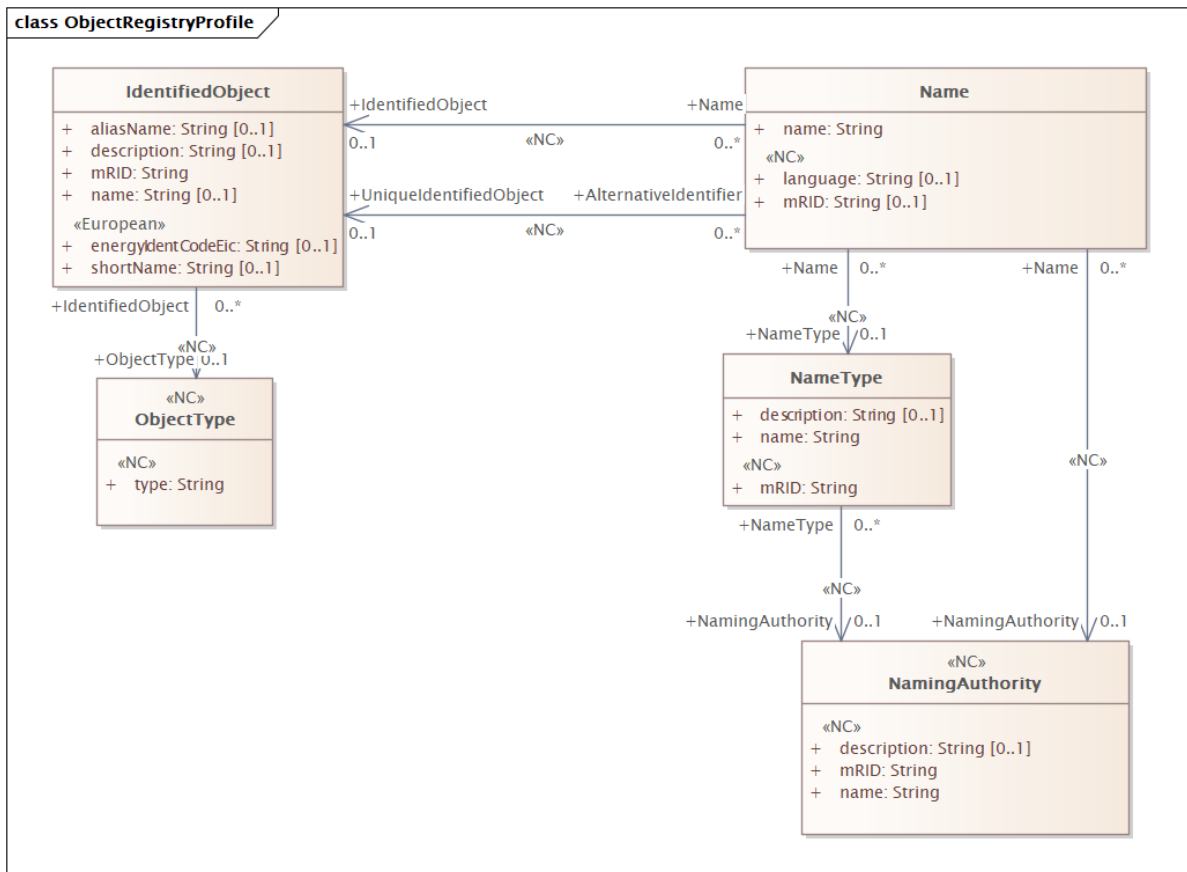 class ObjectRegistryProfile
IdentifiedObject
+ aliasName: String [0..1]
+ description: String [0..1]
+ mRID: String
+ name: String [0..1]
«European»
+ energyIdentCodeEic: String [0..1]
+ shortName: String [0..1]
+IdentifiedObject
+Name
0..1
«NC»
0..*
+UniqueIdentifiedObject
+AlternativeIdentifier
0..1
«NC»
0..*
Name
+ name: String
«NC»
+ language: String [0..1]
+ mRID: String [0..1]
+IdentifiedObject 0..*
«NC»
+ObjectType 0..1
«NC»
ObjectType
«NC»
+ type: String
+Name 0..*
«NC»
+NameType 0..1
+Name 0..*
«NC»
NameType
+ description: String [0..1]
+ name: String
«NC»
+ mRID: String
+NameType 0..*
«NC»
+NamingAuthority 0..1
+NamingAuthority 0..1
«NC»
NamingAuthority
«NC»
+ description: String [0..1]
+ mRID: String
+ name: String